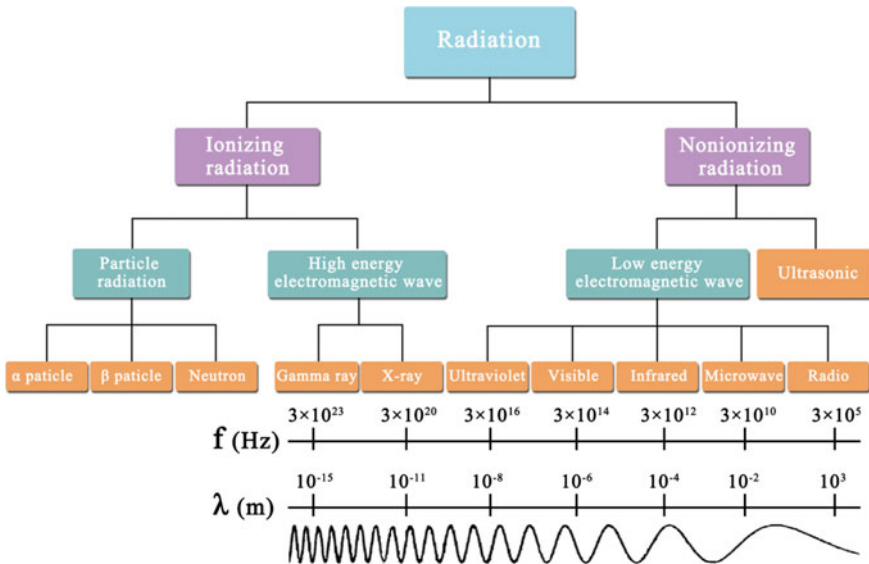 Radiation
Ionizing
radiation
Nonionizing
radiation
Particle
radiation
High energy
electromagnetic wave
Low energy
electromagnetic wave
Ultrasonic
α paticle
β paticle
Neutron
Gamma ray
X-ray
Ultraviolet
Visible
Infrared
Microwave
Radio
3×10²³ 3×10²⁰ 3×10¹⁶ 3×10¹⁴ 3×10¹² 3×10¹⁰ 3×10⁵
f (Hz)
10⁻¹⁵ 10⁻¹¹ 10⁻⁸ 10⁻⁶ 10⁻⁴ 10⁻² 10³
λ (m)